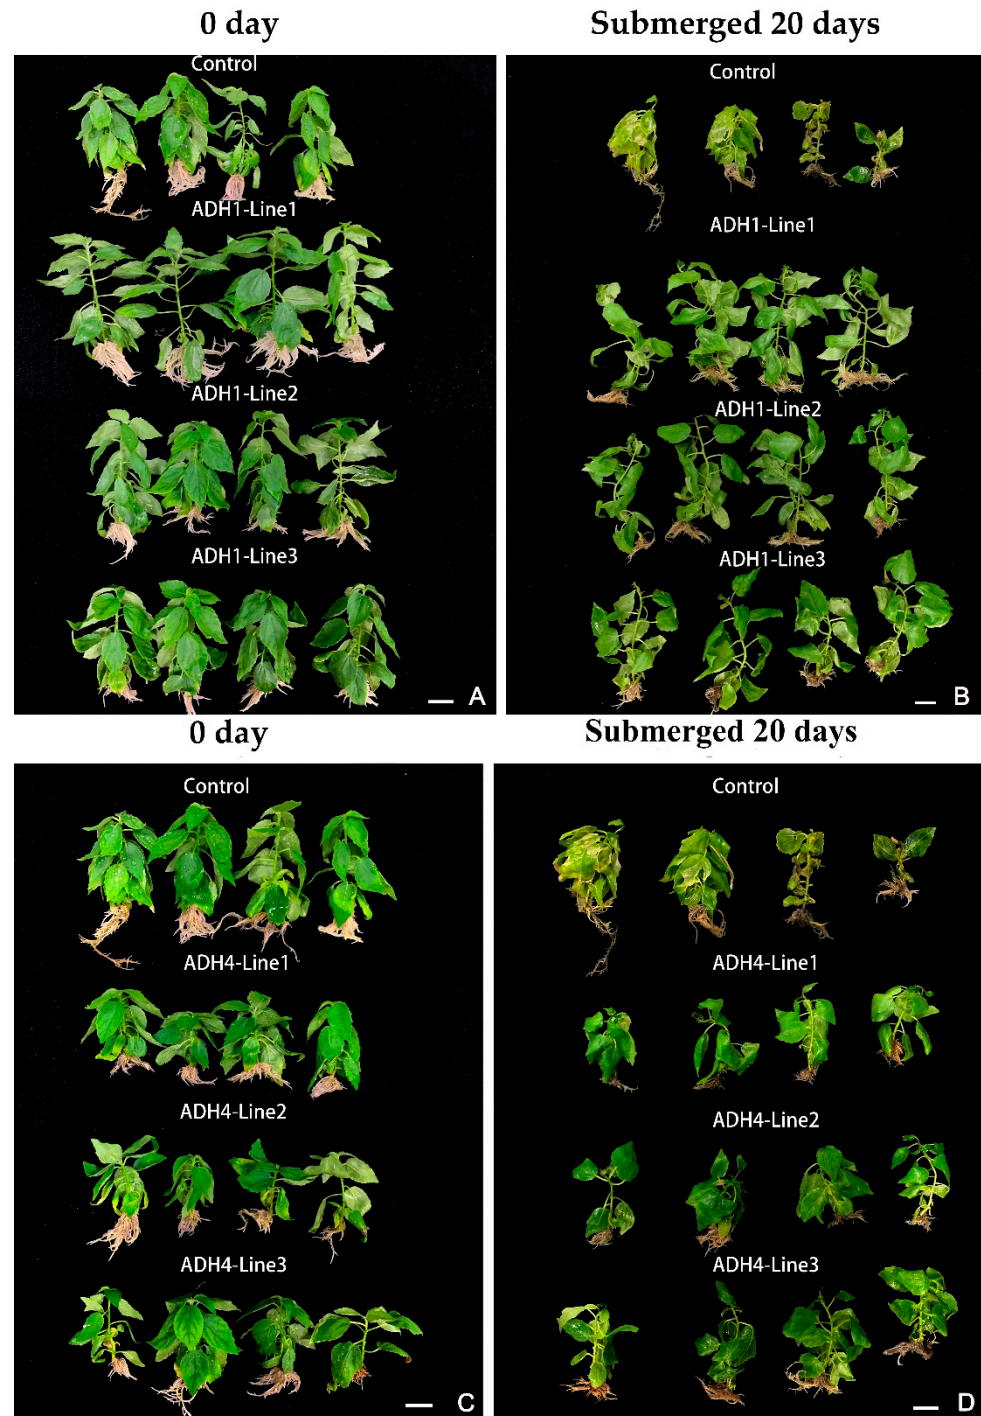 0 day
Control
ADH1-Line1
ADH1-Line2
ADH1-Line3
A
Submerged 20 days
Control
ADH1-Line1
ADH1-Line2
ADH1-Line3
B
0 day
Control
ADH4-Line1
ADH4-Line2
ADH4-Line3
C
Submerged 20 days
Control
ADH4-Line1
ADH4-Line2
ADH4-Line3
D